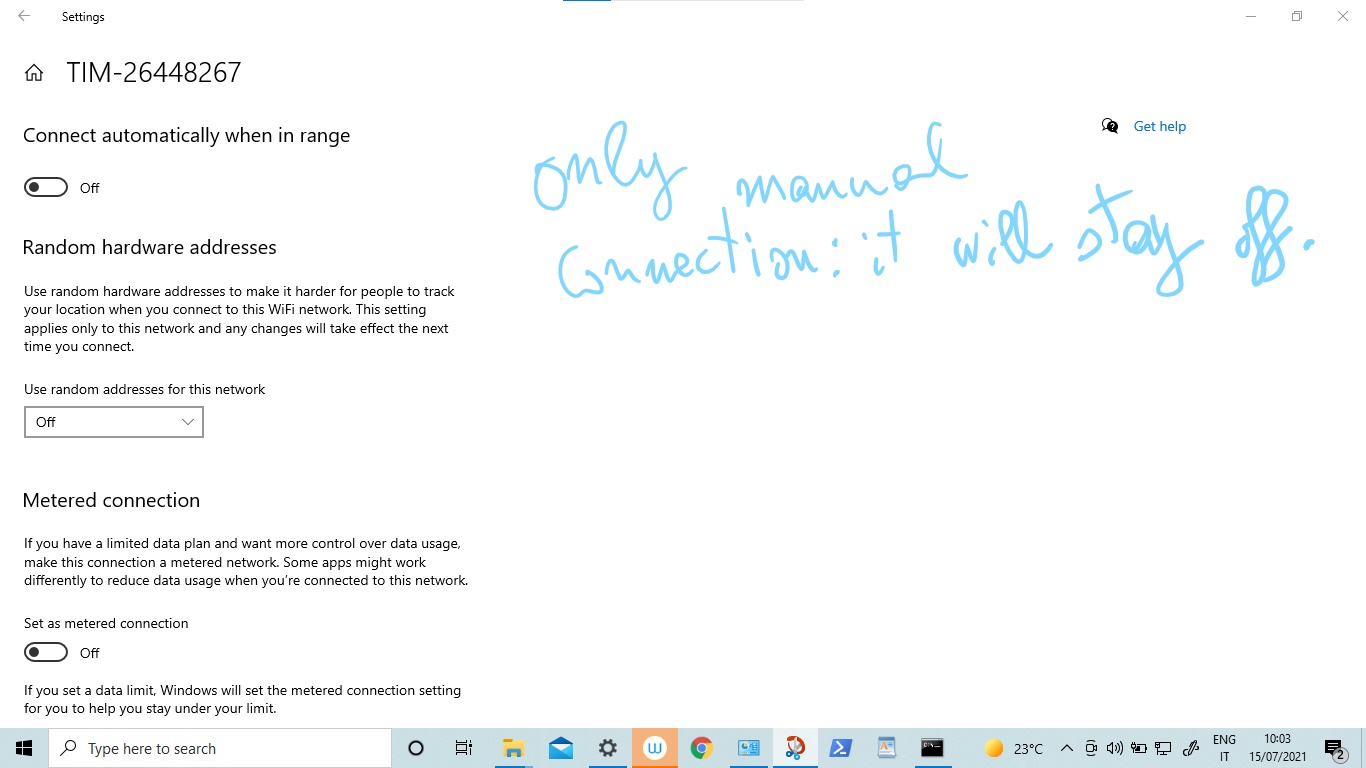 Settings
TIM-26448267
Connect automatically when in range
Off
Get help
only manual
connection: it will stay off.
Random hardware addresses
Use random hardware addresses to make it harder for people to track
your location when you connect to this WiFi network. This setting
applies only to this network and any changes will take effect the next
time you connect.
Use random addresses for this network
Off
Metered connection
If you have a limited data plan and want more control over data usage,
make this connection a metered network. Some apps might work
differently to reduce data usage when you're connected to this network.
Set as metered connection
Off
If you set a data limit, Windows will set the metered connection setting
for you to help you stay under your limit.
Type here to search
W
23°C
ENG
IT
10:03
15/07/2021
2